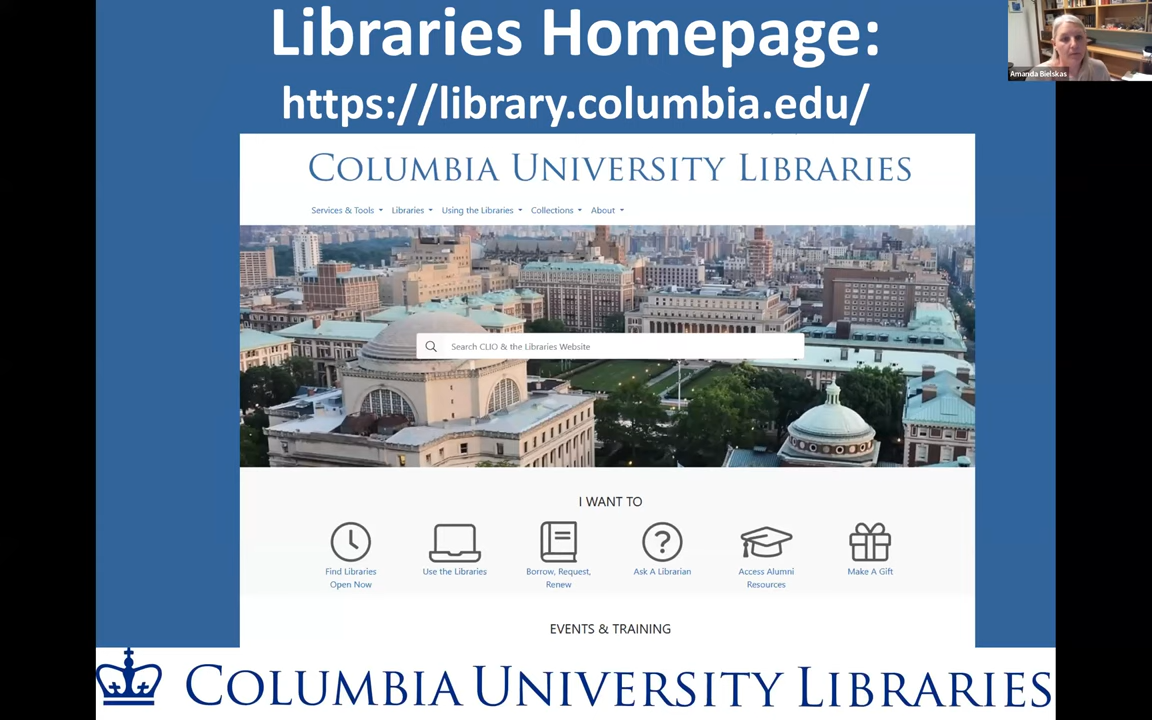 Libraries Homepage:
https://library.columbia.edu/
Amanda Bielskas
COLUMBIA UNIVERSITY LIBRARIES
Services & Tools Libraries Using the Libraries Collections About
Search CLIO & the Libraries Website
I WANT TO
Find Libraries
Open Now
Use the Libraries
Borrow, Request,
Renew
Ask A Librarian
Access Alumni
Resources
Make A Gift
EVENTS & TRAINING
COLUMBIA UNIVERSITY LIBRARIES